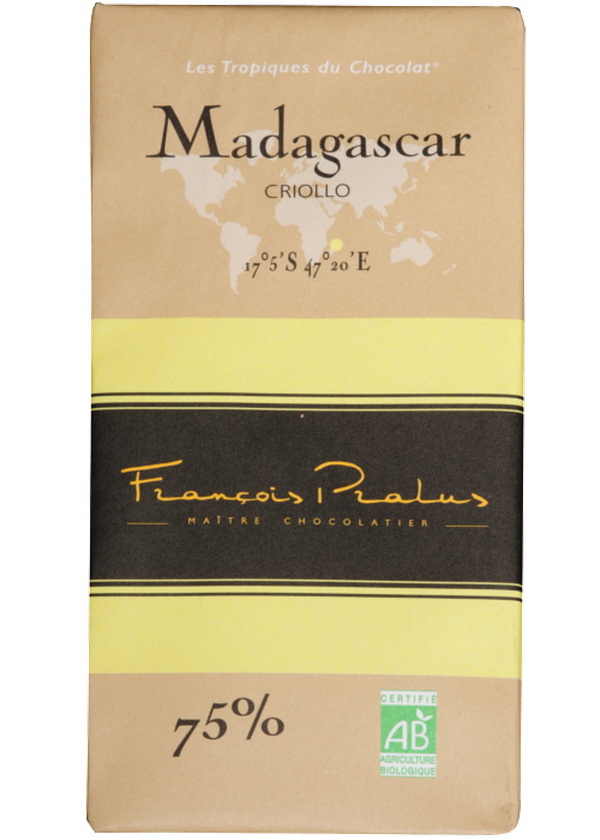 Les Tropiques du Chocolat®
Madagascar
CRIOLLO
17°5'S 47°20'E
François Pralus
MAÎTRE CHOCOLATIER
75%
CERTIFIÉ
AB
AGRICULTURE
BIOLOGIQUE